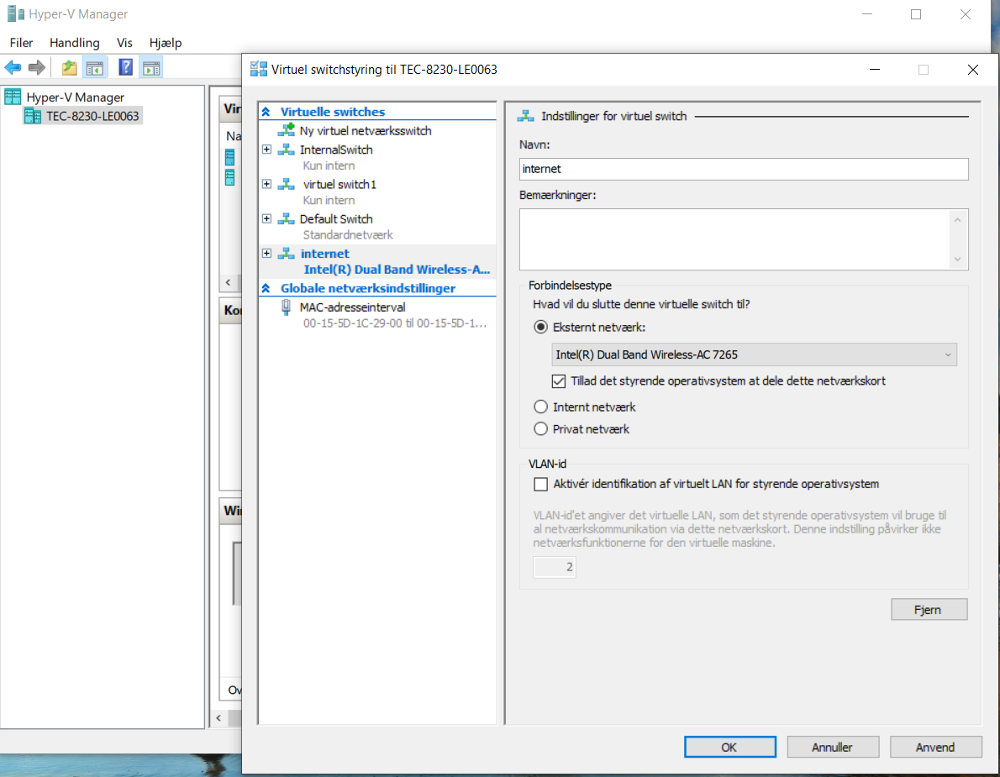 Hyper-V Manager
Filer Handling Vis Hjælp
Hyper-V Manager
TEC-8230-LE0063
Vir
Na
Kor
Wi
Ov
Virtuel switchstyring til TEC-8230-LE0063
Virtuelle switches
Ny virtuel netværksswitch
InternalSwitch
Kun intern
virtuel switch1
Kun intern
Default Switch
Standardnetværk
internet
Intel(R) Dual Band Wireless-A...
Globale netværksindstillinger
MAC-adresseinterval
00-15-5D-1C-29-00 til 00-15-5D-1...
Indstillinger for virtuel switch
Navn:
internet
Bemærkninger:
Forbindelsestype
Hvad vil du slutte denne virtuelle switch til?
Eksternt netværk:
Intel(R) Dual Band Wireless-AC 7265
Tillad det styrende operativsystem at dele dette netværkskort
Internt netværk
Privat netværk
VLAN-id
Aktivér identifikation af virtuelt LAN for styrende operativsystem
VLAN-id'et angiver det virtuelle LAN, som det styrende operativsystem vil bruge til
al netværkskommunikation via dette netværkskort. Denne indstilling påvirker ikke
netværksfunktionerne for den virtuelle maskine.
2
Fjern
OK Annuller Anvend